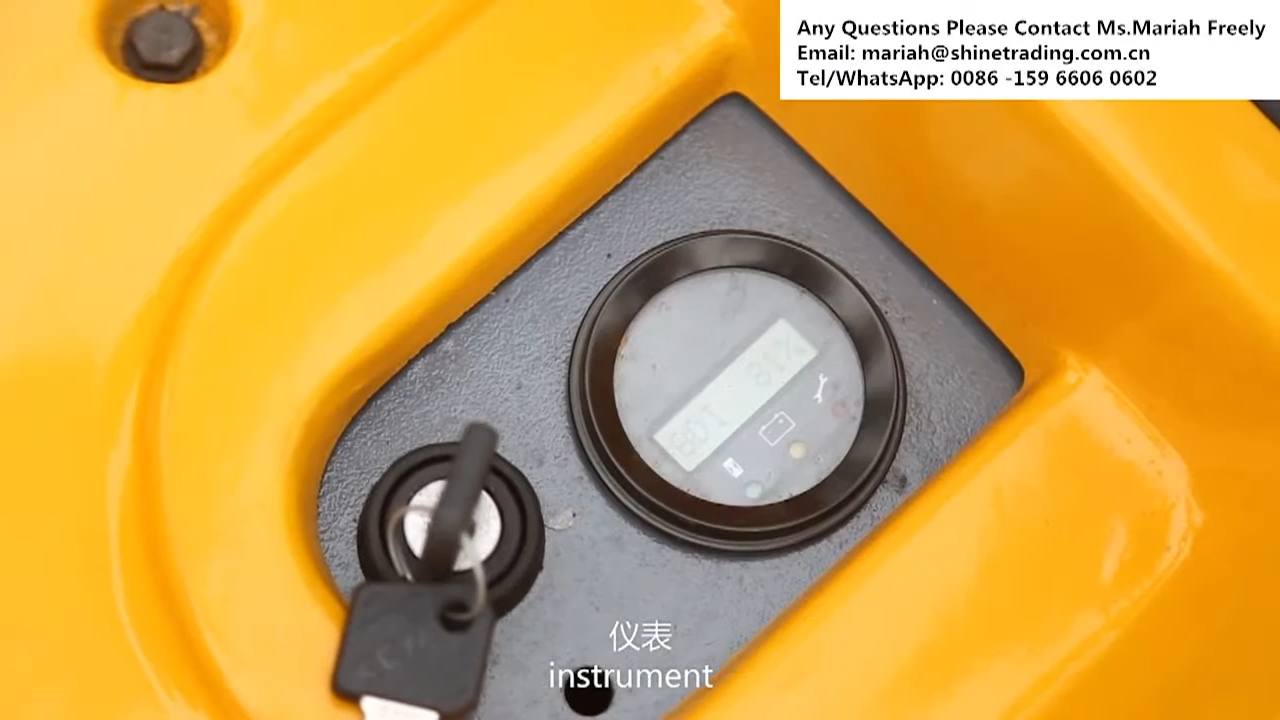 Any Questions Please Contact Ms.Mariah Freely
Email: mariah@shinetrading.com.cn
Tel/WhatsApp: 0086 -159 6606 0602
81%
仪表
instrument